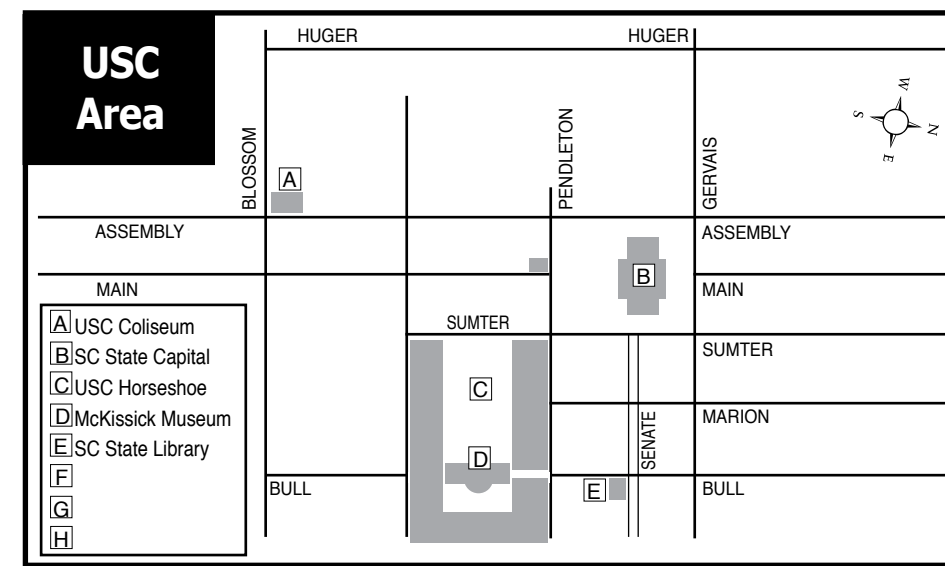 USC
Area
HUGER
HUGER
BLOSSOM
PENDLETON
GERVAIS
W
S
N
E
A
ASSEMBLY
ASSEMBLY
B
MAIN
MAIN
A USC Coliseum
B SC State Capital
C USC Horseshoe
D McKissick Museum
E SC State Library
F
G
H
SUMTER
SUMTER
C
MARION
SENATE
D
BULL
E
BULL